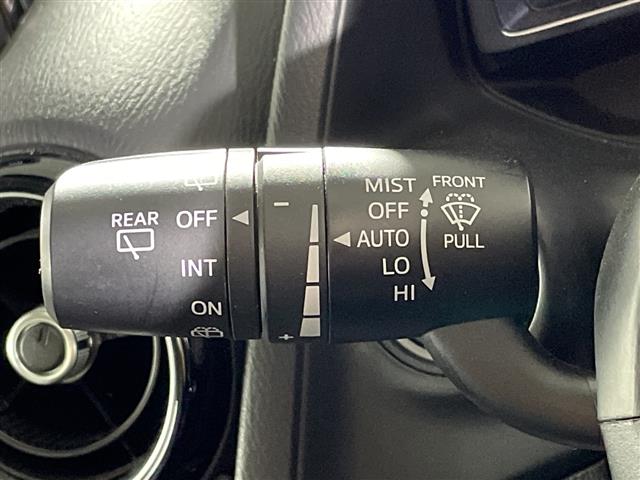 REAR
OFF
INT
ON
−
+
MIST
OFF
AUTO
LO
HI
FRONT
PULL